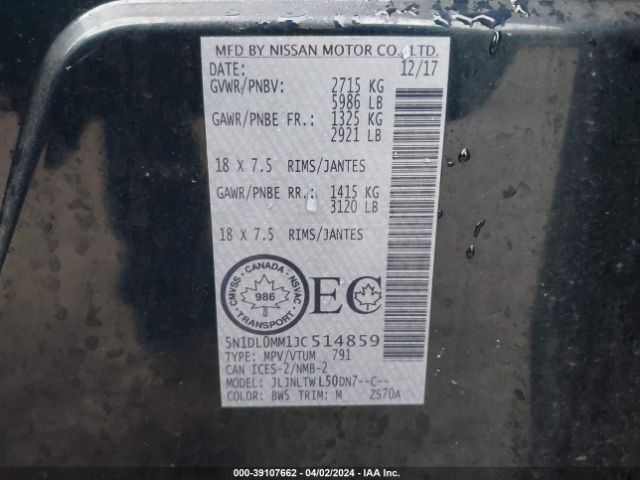 MFD BY NISSAN MOTOR CO., LTD.
DATE: 12/17
GVWR/PNBV: 2715 KG
5986 LB
GAWR/PNBE FR.: 1325 KG
2921 LB
18 X 7.5 RIMS/JANTES
GAWR/PNBE RR.: 1415 KG
3120 LB
18 X 7.5 RIMS/JANTES
CMVSS - CANADA - NSVAC
986
TRANSPORT
EC
5N1DL0MM1JC514859
TYPE: MPV/VTUM 791
CAN ICES-2/NMB-2
MODEL: JLJNLTWL50DN7--C--
COLOR: BW5 TRIM: M ZS70A
000-39107662 - 04/02/2024 - IAA Inc.